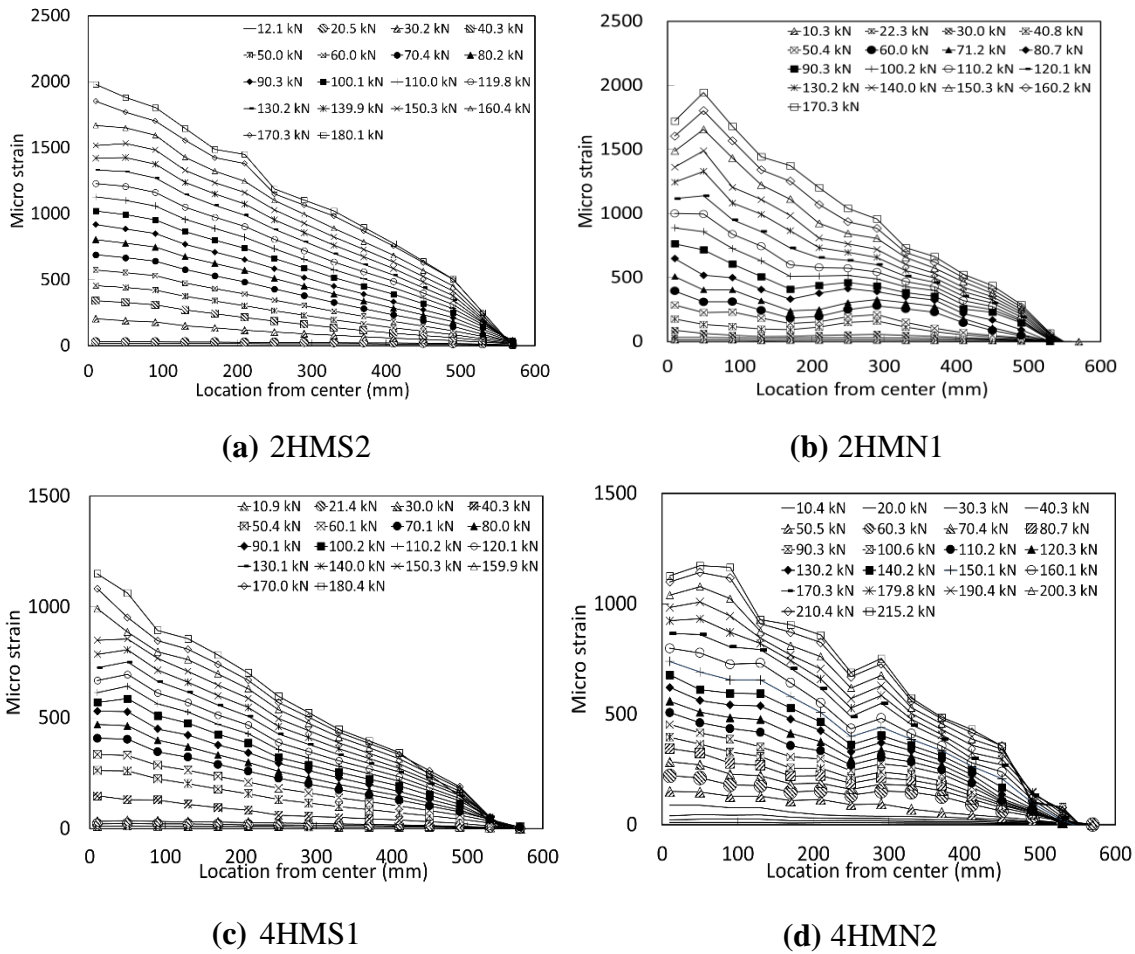 2500
12.1 kN 20.5 kN 30.2 kN 40.3 kN
50.0 kN 60.0 kN 70.4 kN 80.2 kN
90.3 kN 100.1 kN 110.0 kN 119.8 kN
130.2 kN 139.9 kN 150.3 kN 160.4 kN
170.3 kN 180.1 kN
2000
1500
1000
500
0
Micro strain
0 100 200 300 400 500 600
Location from center (mm)
(a) 2HMS2
2500
10.3 kN 22.3 kN 30.0 kN 40.8 kN
50.4 kN 60.0 kN 71.2 kN 80.7 kN
90.3 kN 100.2 kN 110.2 kN 120.1 kN
130.2 kN 140.0 kN 150.3 kN 160.2 kN
170.3 kN
2000
1500
1000
500
0
Micro strain
0 100 200 300 400 500 600
Location from center (mm)
(b) 2HMN1
1500
10.9 kN 21.4 kN 30.0 kN 40.3 kN
50.4 kN 60.1 kN 70.1 kN 80.0 kN
90.1 kN 100.2 kN 110.2 kN 120.1 kN
130.1 kN 140.0 kN 150.3 kN 159.9 kN
170.0 kN 180.4 kN
1000
500
0
Micro strain
0 100 200 300 400 500 600
Location from center (mm)
(c) 4HMS1
1500
10.4 kN 20.0 kN 30.3 kN 40.3 kN
50.5 kN 60.3 kN 70.4 kN 80.7 kN
90.3 kN 100.6 kN 110.2 kN 120.3 kN
130.2 kN 140.2 kN 150.1 kN 160.1 kN
170.3 kN 179.8 kN 190.4 kN 200.3 kN
210.4 kN 215.2 kN
1000
500
0
Micro strain
0 100 200 300 400 500 600
Location from center (mm)
(d) 4HMN2